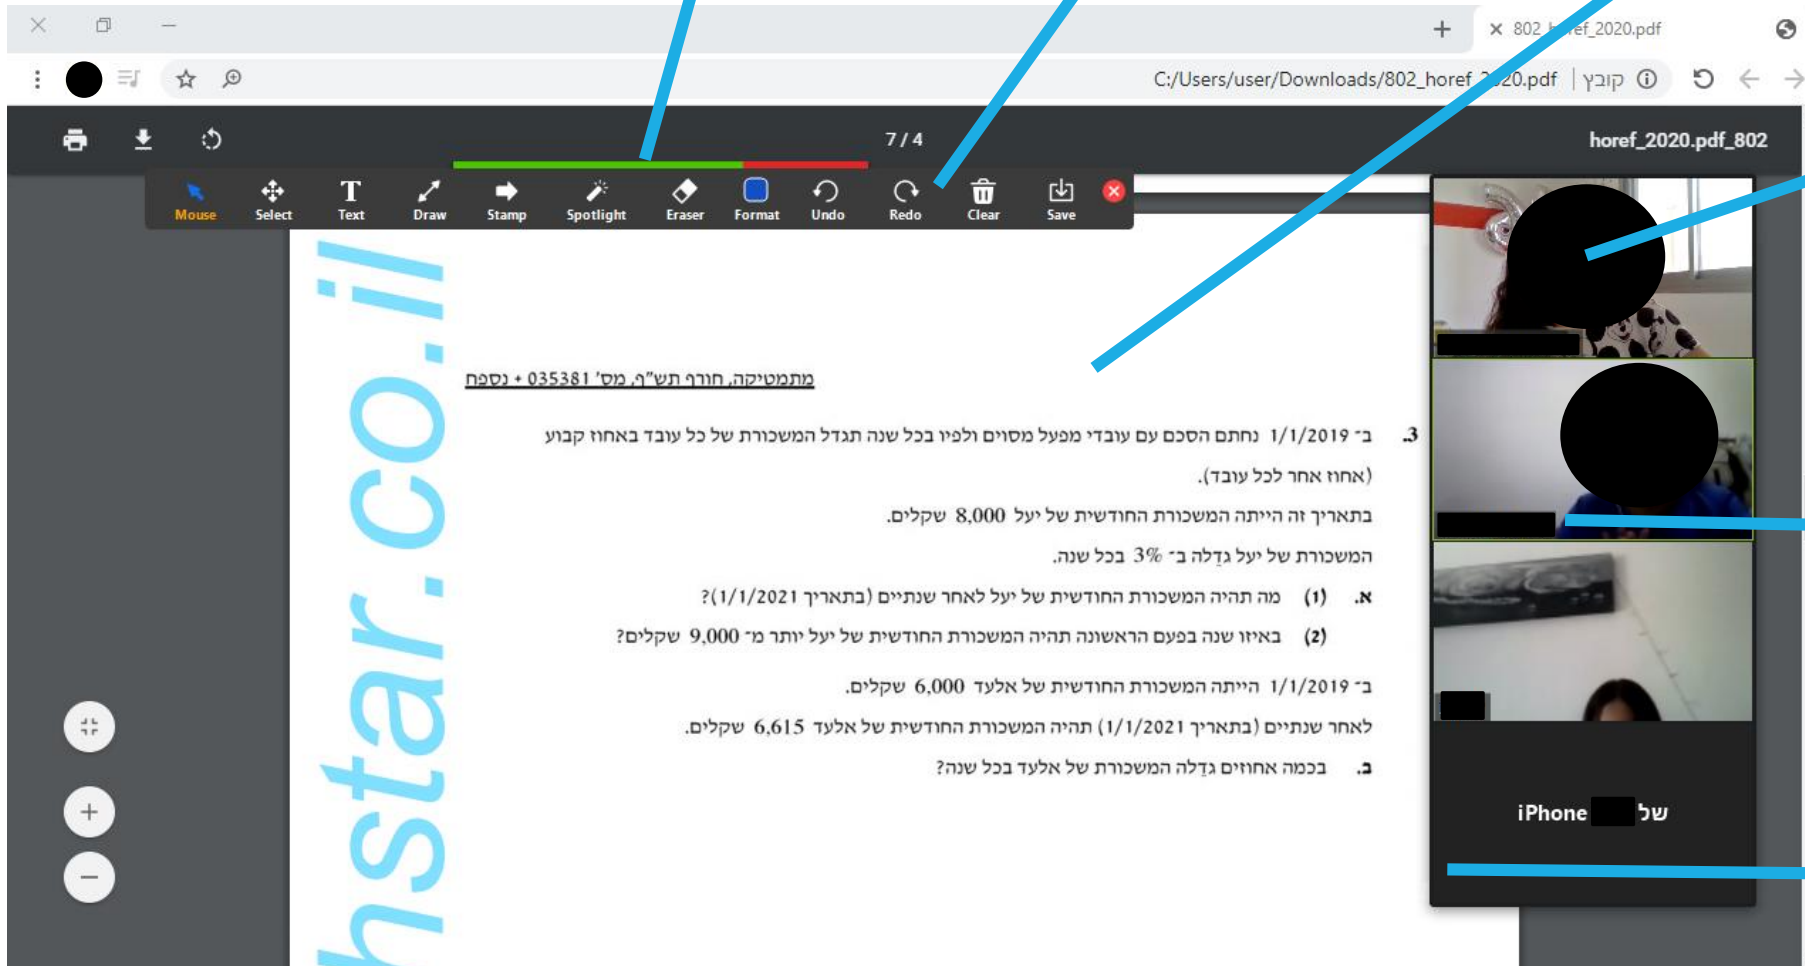 802_horef_2020.pdf
קובץ | C:/Users/user/Downloads/802_horef_2020.pdf
horef_2020.pdf_802
7 / 4
Mouse Select Text Draw Stamp Spotlight Eraser Format Undo Redo Clear Save
hstar.co.il
מתמטיקה, חורף תש"ף, מס' 035381 + נספח
3. ב־ 1/1/2019 נחתם הסכם עם עובדי מפעל מסוים ולפיו בכל שנה תגדל המשכורת של כל עובד באחוז קבוע
(אחוז אחר לכל עובד).
בתאריך זה הייתה המשכורת החודשית של יעל 8,000 שקלים.
המשכורת של יעל גדֵלה ב־ 3% בכל שנה.
א. (1) מה תהיה המשכורת החודשית של יעל לאחר שנתיים (בתאריך 1/1/2021)?
(2) באיזו שנה בפעם הראשונה תהיה המשכורת החודשית של יעל יותר מ־ 9,000 שקלים?
ב־ 1/1/2019 הייתה המשכורת החודשית של אלעד 6,000 שקלים.
לאחר שנתיים (בתאריך 1/1/2021) תהיה המשכורת החודשית של אלעד 6,615 שקלים.
ב. בכמה אחוזים גדֵלה המשכורת של אלעד בכל שנה?
של iPhone